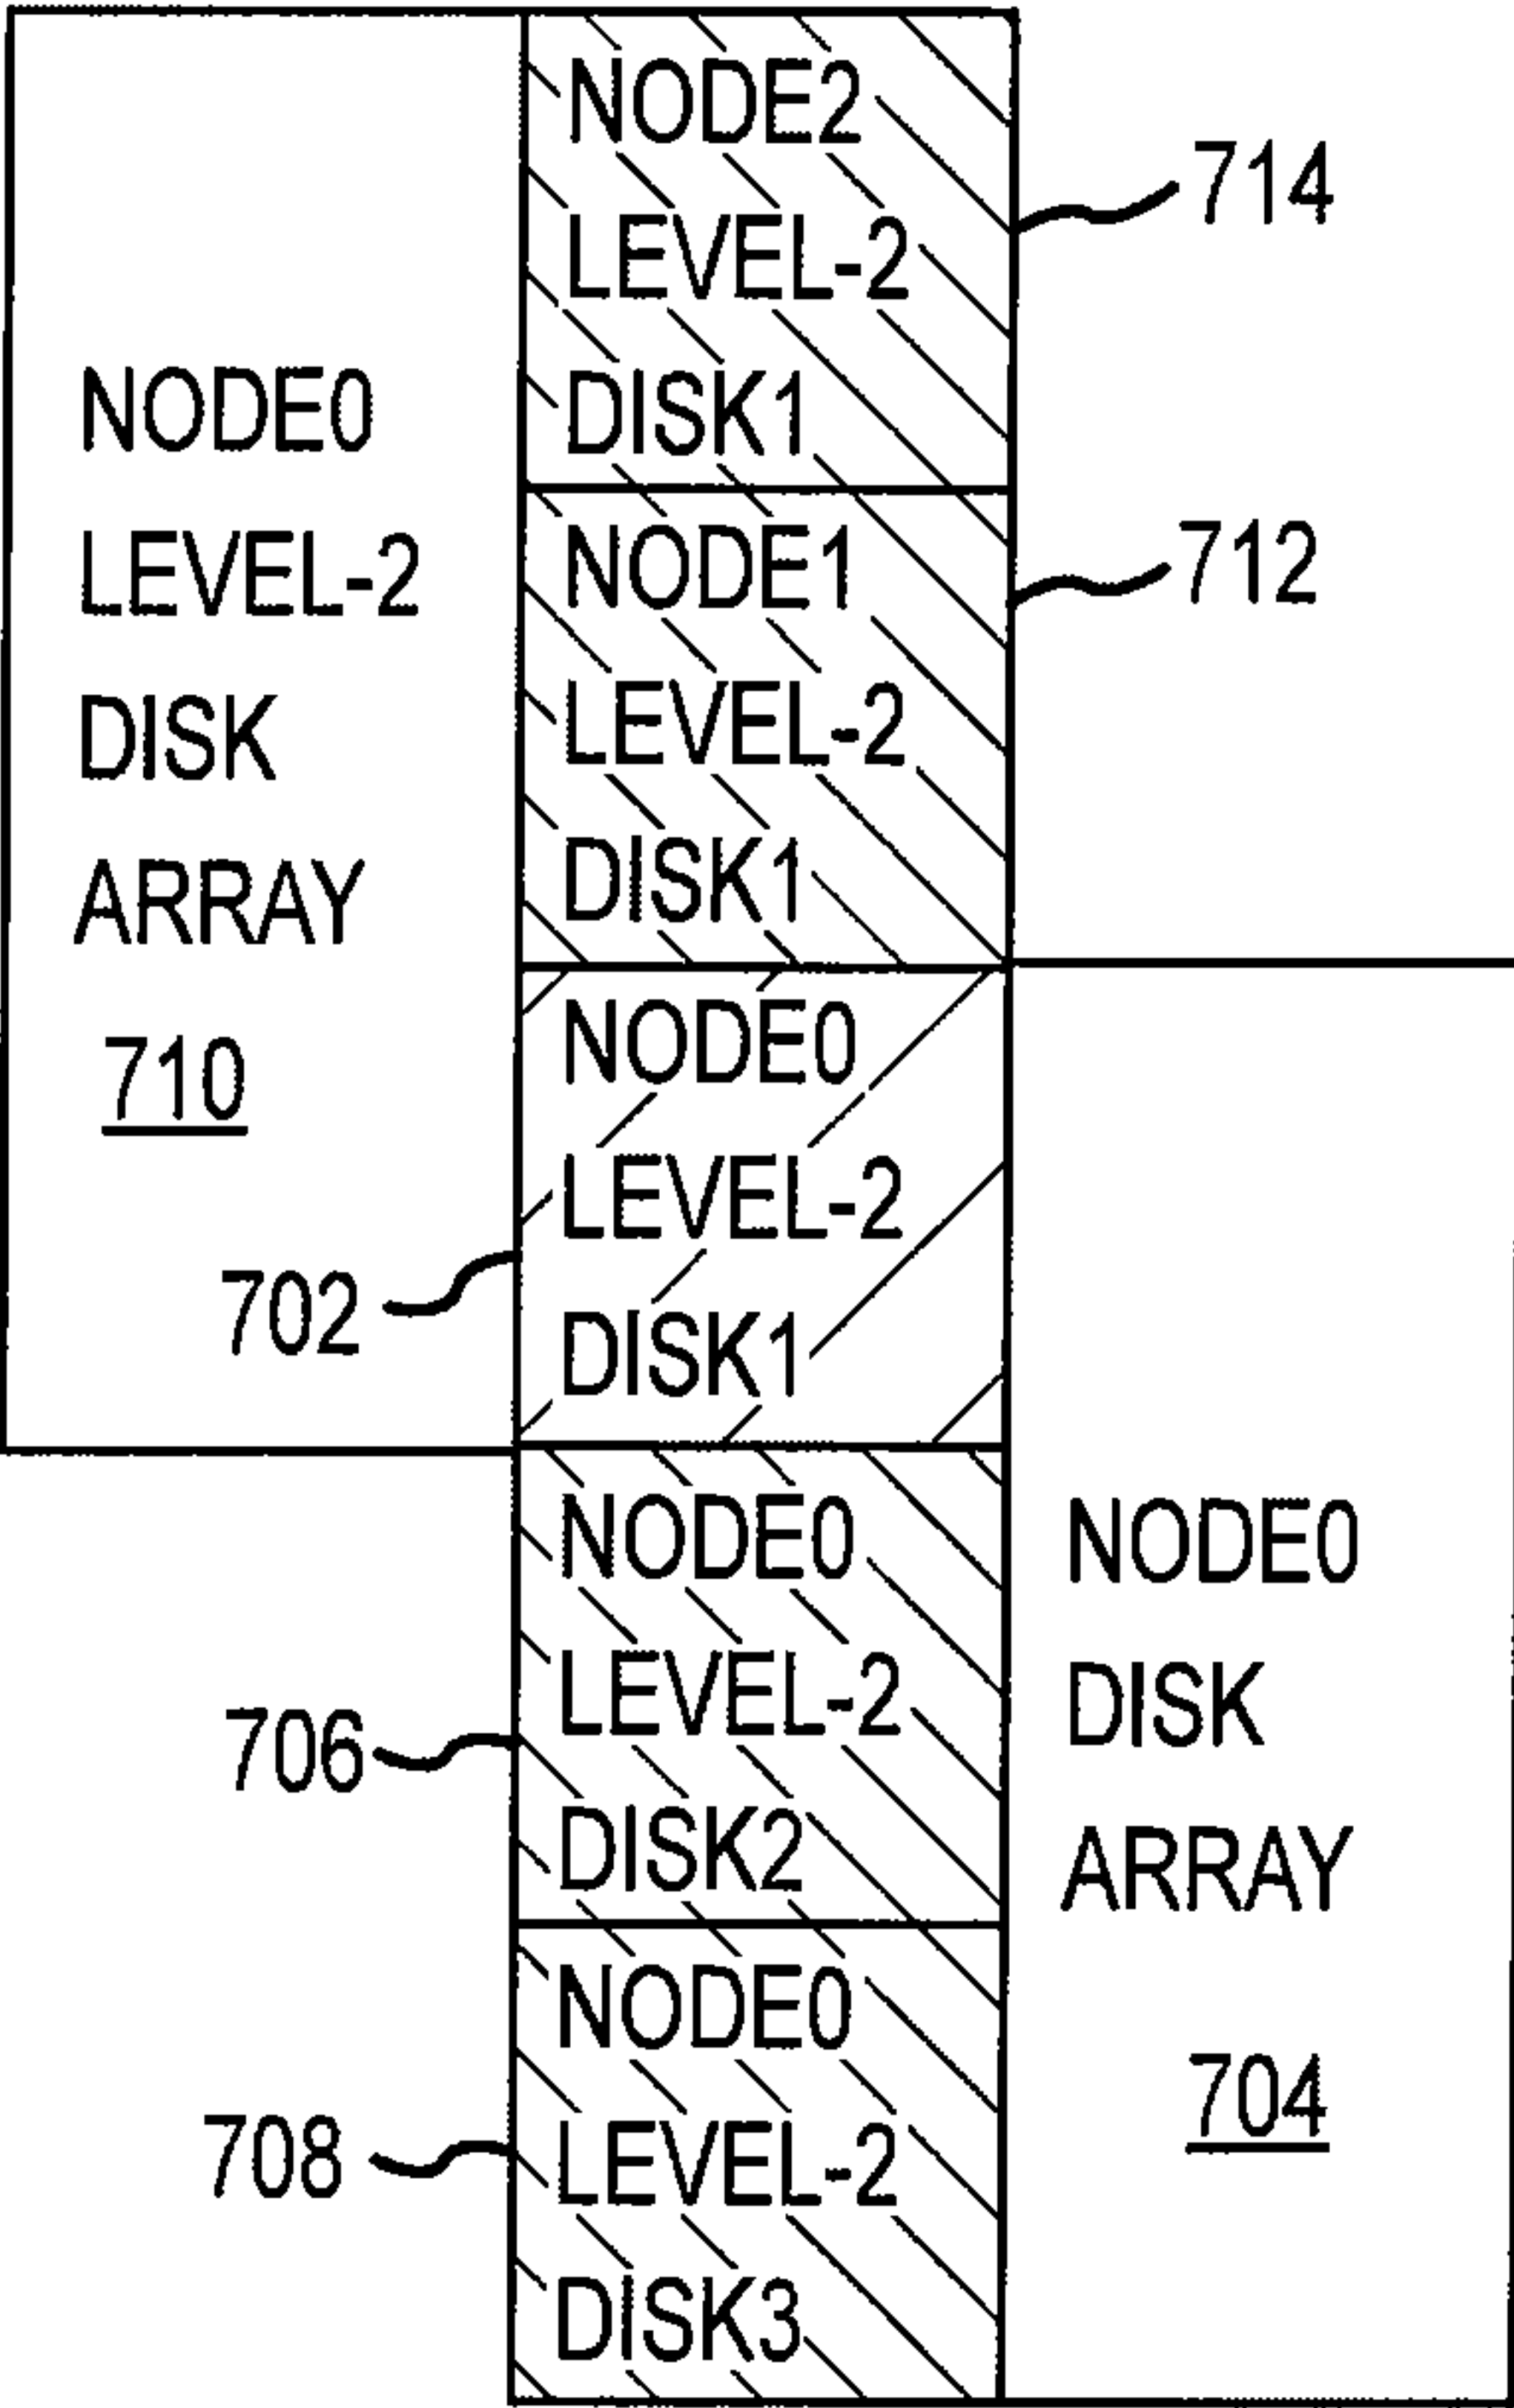 NODE2
LEVEL-2
DISK1
714
NODE0
LEVEL-2
DISK
ARRAY
710
NODE1
LEVEL-2
DISK1
712
NODE0
LEVEL-2
DISK1
702
NODE0
LEVEL-2
DISK2
706
NODE0
DISK
ARRAY
704
NODE0
LEVEL-2
DISK3
708